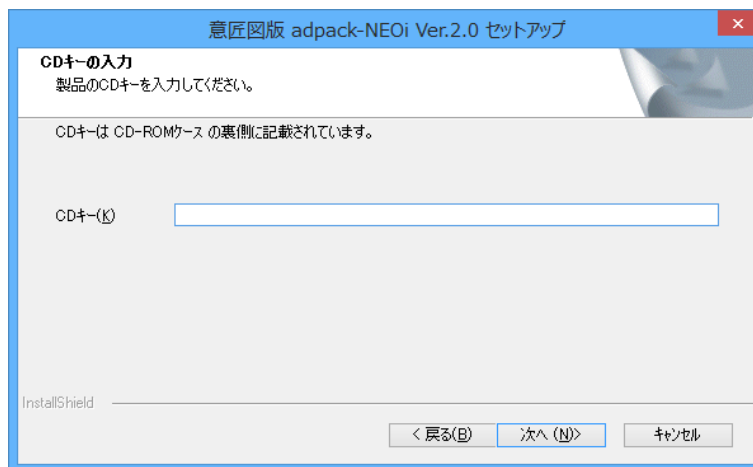 意匠図版 adpack-NEOi Ver.2.0 セットアップ
CDキーの入力
製品のCDキーを入力してください。
CDキーは CD-ROMケース の裏側に記載されています。
CDキー(K)
InstallShield
< 戻る(B)
次へ (N)>
キャンセル